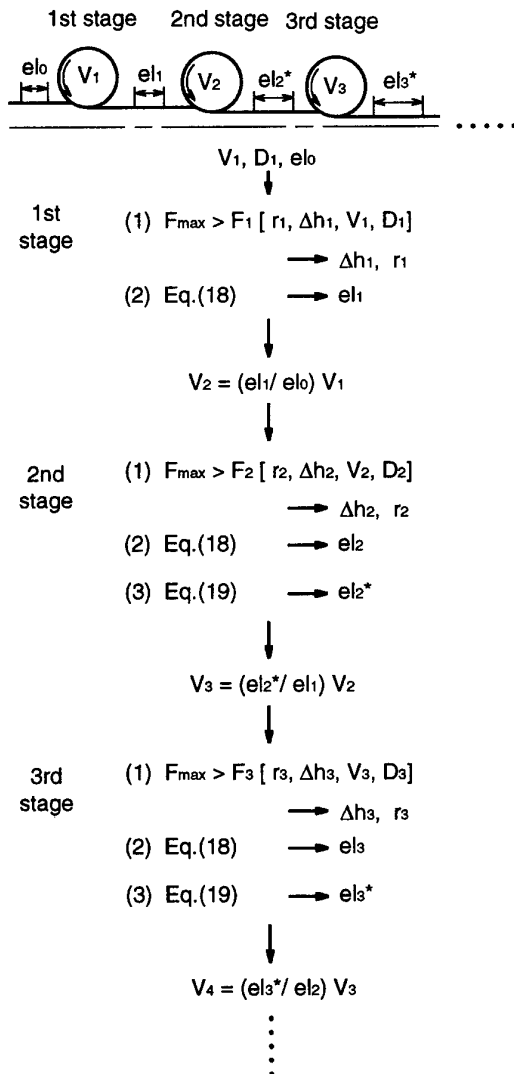 1st stage 2nd stage 3rd stage
el₀ V₁ el₁ V₂ el₂* V₃ el₃*
V₁, D₁, el₀
1st stage
(1) Fmax > F₁ [ r₁, Δh₁, V₁, D₁]
Δh₁, r₁
(2) Eq.(18) → el₁
V₂ = (el₁/ el₀) V₁
2nd stage
(1) Fmax > F₂ [ r₂, Δh₂, V₂, D₂]
Δh₂, r₂
(2) Eq.(18) → el₂
(3) Eq.(19) → el₂*
V₃ = (el₂*/ el₁) V₂
3rd stage
(1) Fmax > F₃ [ r₃, Δh₃, V₃, D₃]
Δh₃, r₃
(2) Eq.(18) → el₃
(3) Eq.(19) → el₃*
V₄ = (el₃*/ el₂) V₃